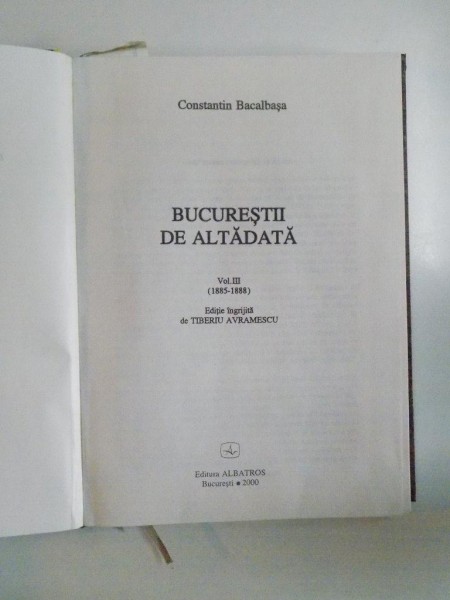 Constantin Bacalbaşa
BUCUREŞTII
DE ALTĂDATĂ
Vol.III
(1885-1888)
Ediţie îngrijită
de TIBERIU AVRAMESCU
Editura ALBATROS
Bucureşti ● 2000